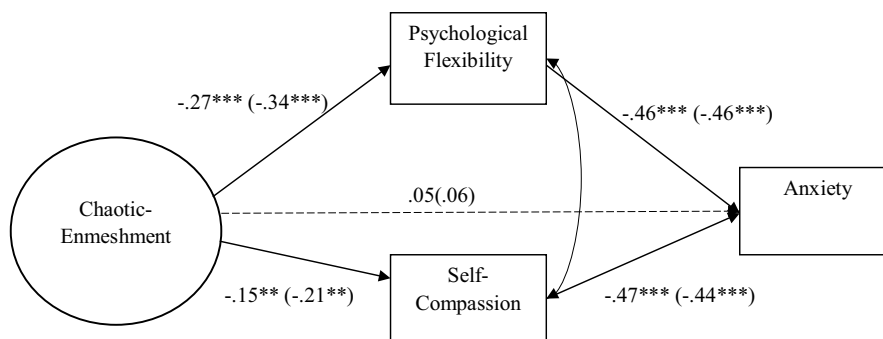 Psychological
Flexibility
-.27*** (-.34***)
-.46*** (-.46***)
Anxiety
.05(.06)
Chaotic-
Enmeshment
Self-
Compassion
-.15** (-.21**)
-.47*** (-.44***)